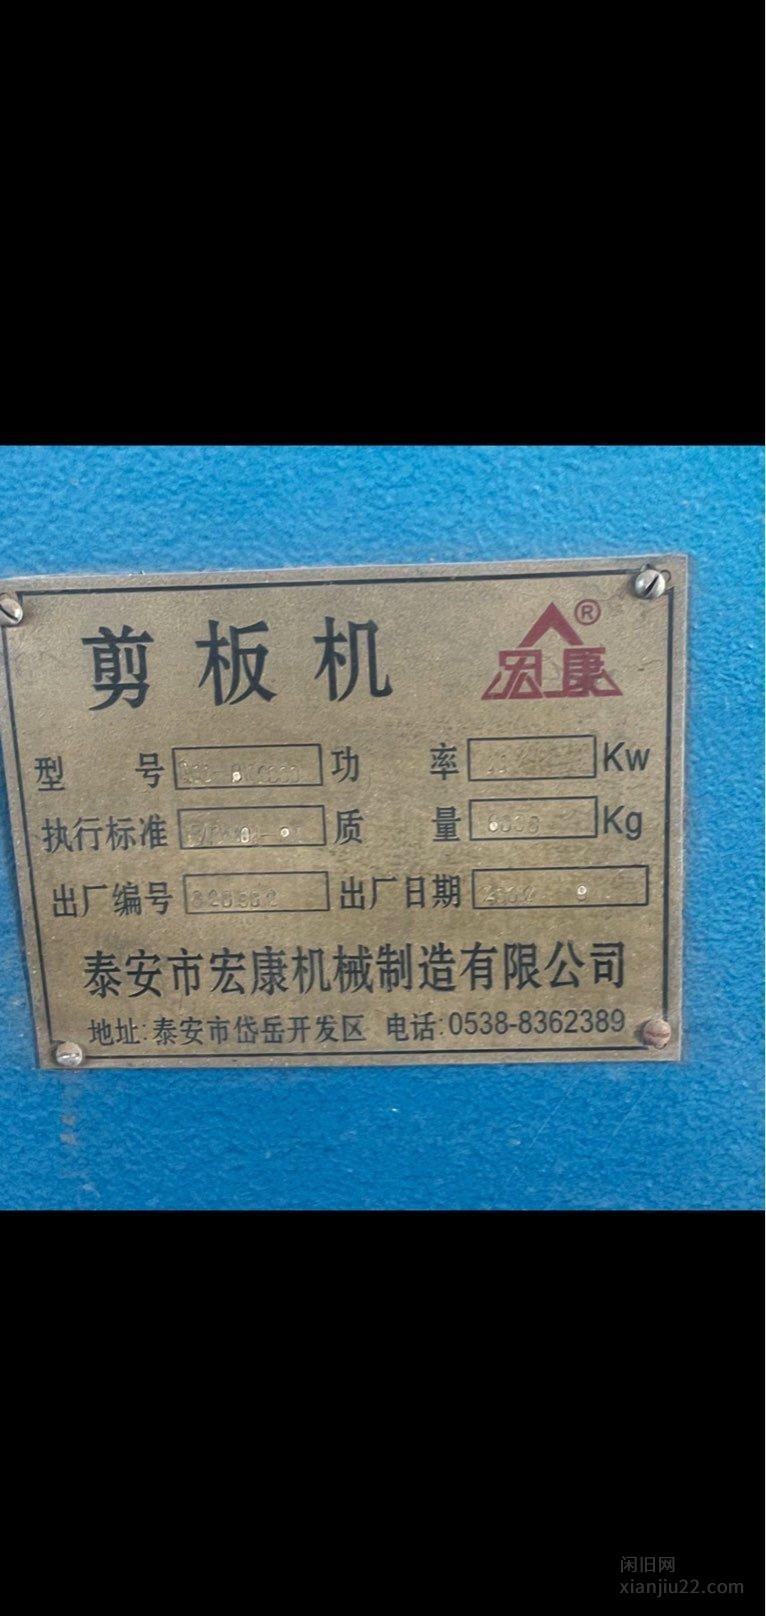 剪板机 宏康®
型号 功率 Kw
执行标准 质量 Kg
出厂编号 出厂日期
泰安市宏康机械制造有限公司
地址:泰安市岱岳开发区 电话:0538-8362389
闲旧网
xianjiu22.com